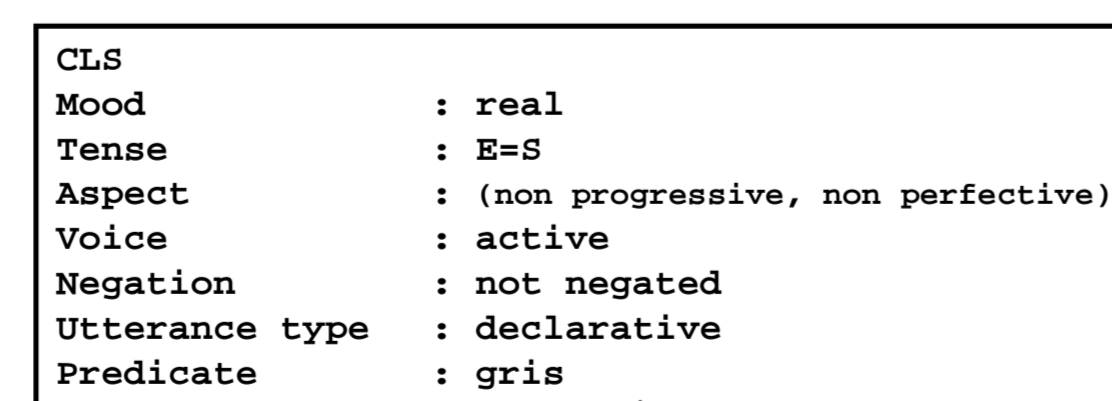 CLS
Mood : real
Tense : E=S
Aspect : (non progressive, non perfective)
Voice : active
Negation : not negated
Utterance type : declarative
Predicate : gris